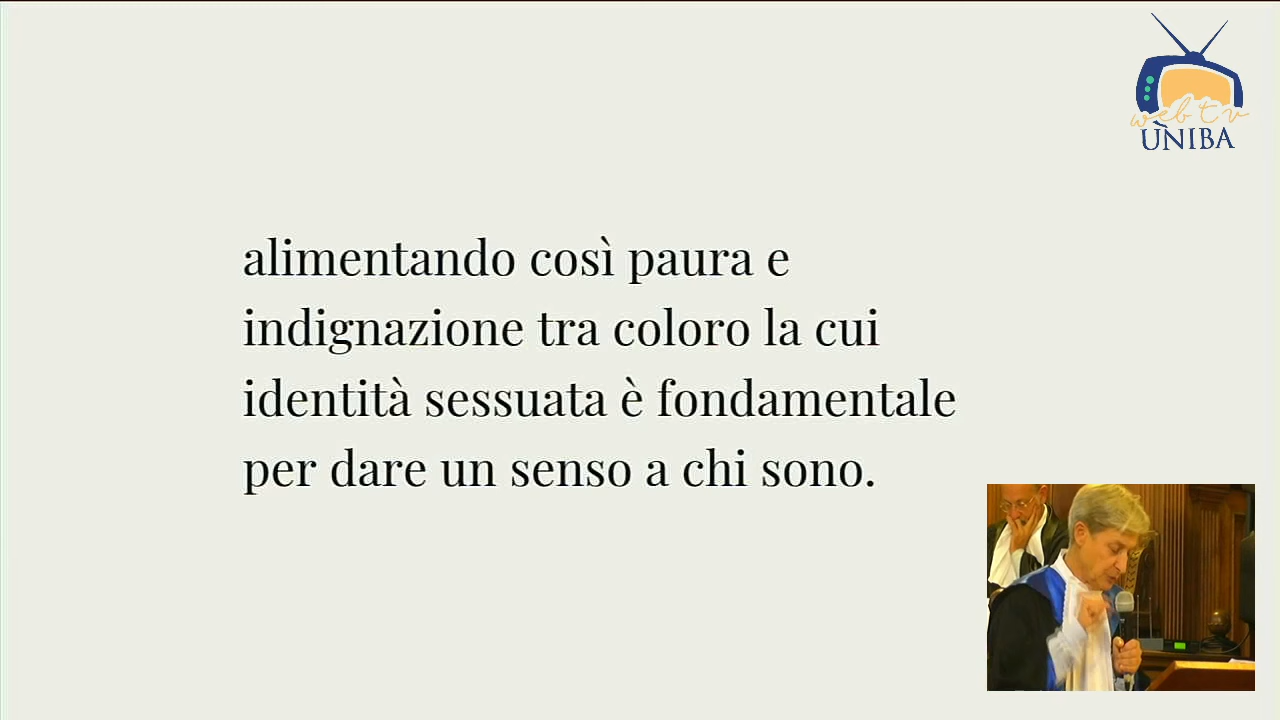 web tv
UNIBA
alimentando così paura e
indignazione tra coloro la cui
identità sessuata è fondamentale
per dare un senso a chi sono.